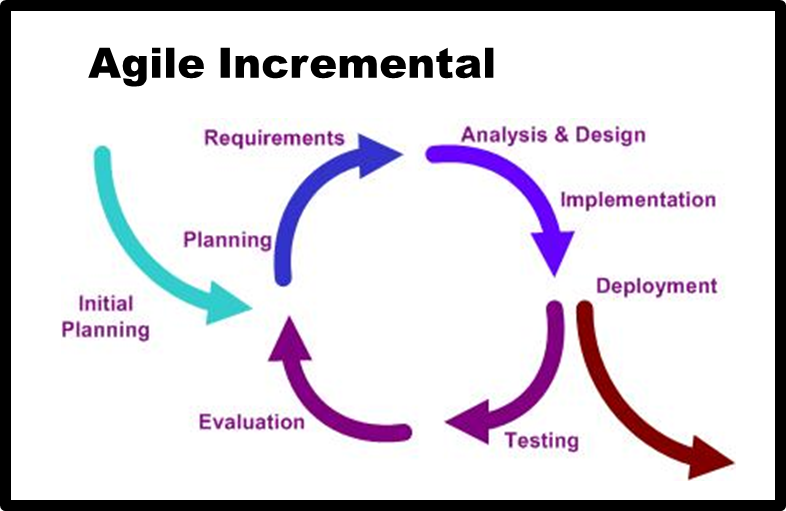 Agile Incremental
Requirements
Analysis & Design
Implementation
Planning
Deployment
Initial
Planning
Evaluation
Testing